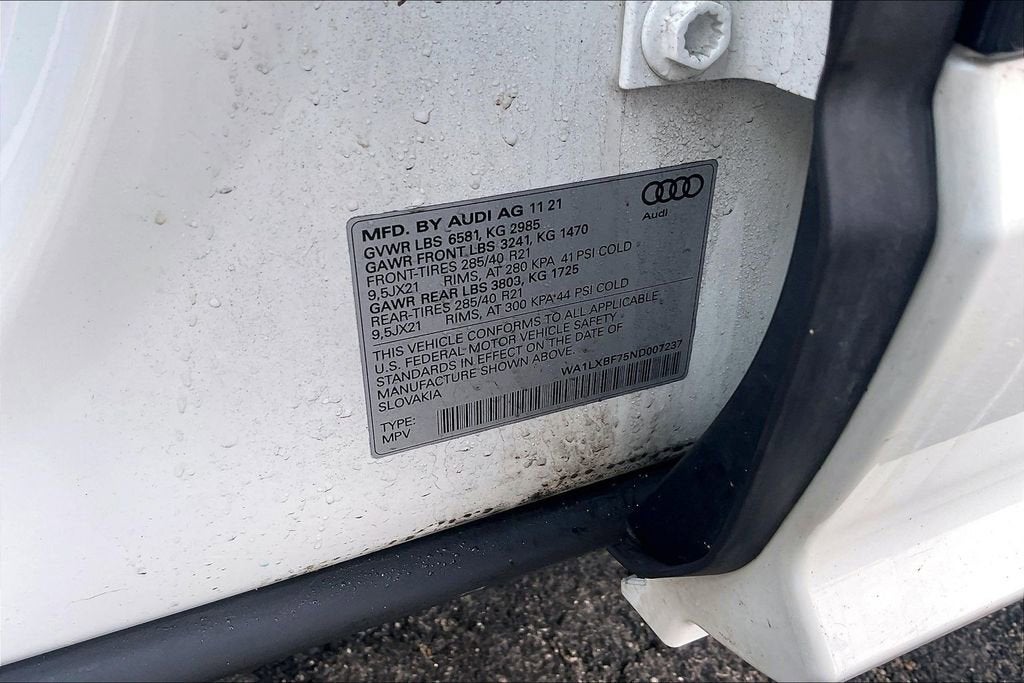 Audi
MFD. BY AUDI AG 11 21
GVWR LBS 6581, KG 2985
GAWR FRONT LBS 3241, KG 1470
FRONT-TIRES 285/40 R21
9,5JX21 RIMS, AT 280 KPA 41 PSI COLD
GAWR REAR LBS 3803, KG 1725
REAR-TIRES 285/40 R21
9,5JX21 RIMS, AT 300 KPA 44 PSI COLD
THIS VEHICLE CONFORMS TO ALL APPLICABLE
U.S. FEDERAL MOTOR VEHICLE SAFETY
STANDARDS IN EFFECT ON THE DATE OF
MANUFACTURE SHOWN ABOVE.
SLOVAKIA WA1LXBF75ND007237
TYPE:
MPV